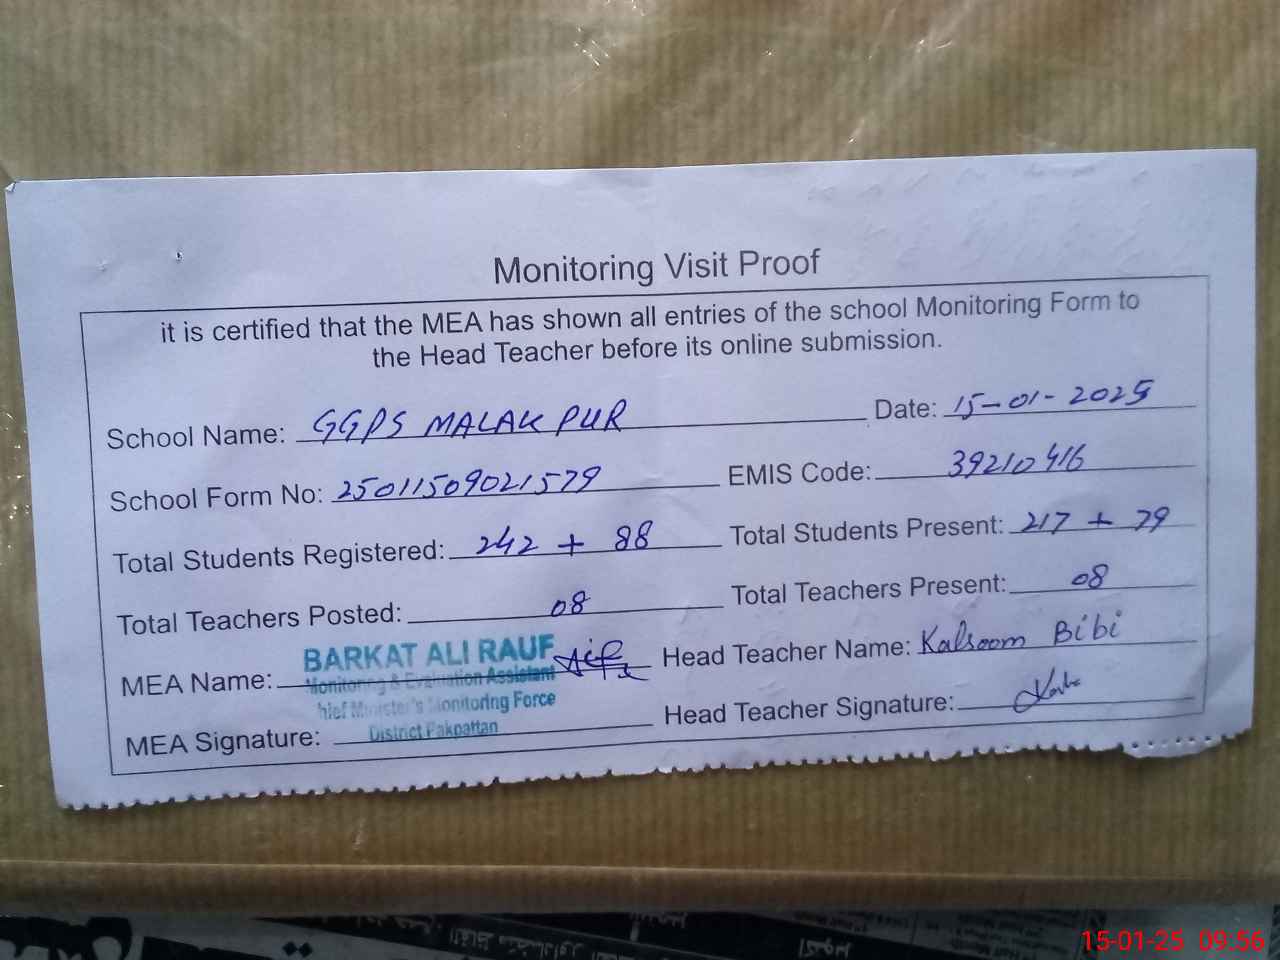 Monitoring Visit Proof
it is certified that the MEA has shown all entries of the school Monitoring Form to
the Head Teacher before its online submission.
School Name: GGPS MALAK PUR Date: 15-01-2025
School Form No: 25011509021579 EMIS Code: 39210416
Total Students Registered: 242 + 88 Total Students Present: 217 + 79
Total Teachers Posted: 08 Total Teachers Present: 08
MEA Name: BARKAT ALI RAUF Head Teacher Name: Kalsoom Bibi
Monitoring & Evaluation Assistant
hief Minister's Monitoring Force
District Pakpattan
MEA Signature: Head Teacher Signature:
15-01-25 09:56